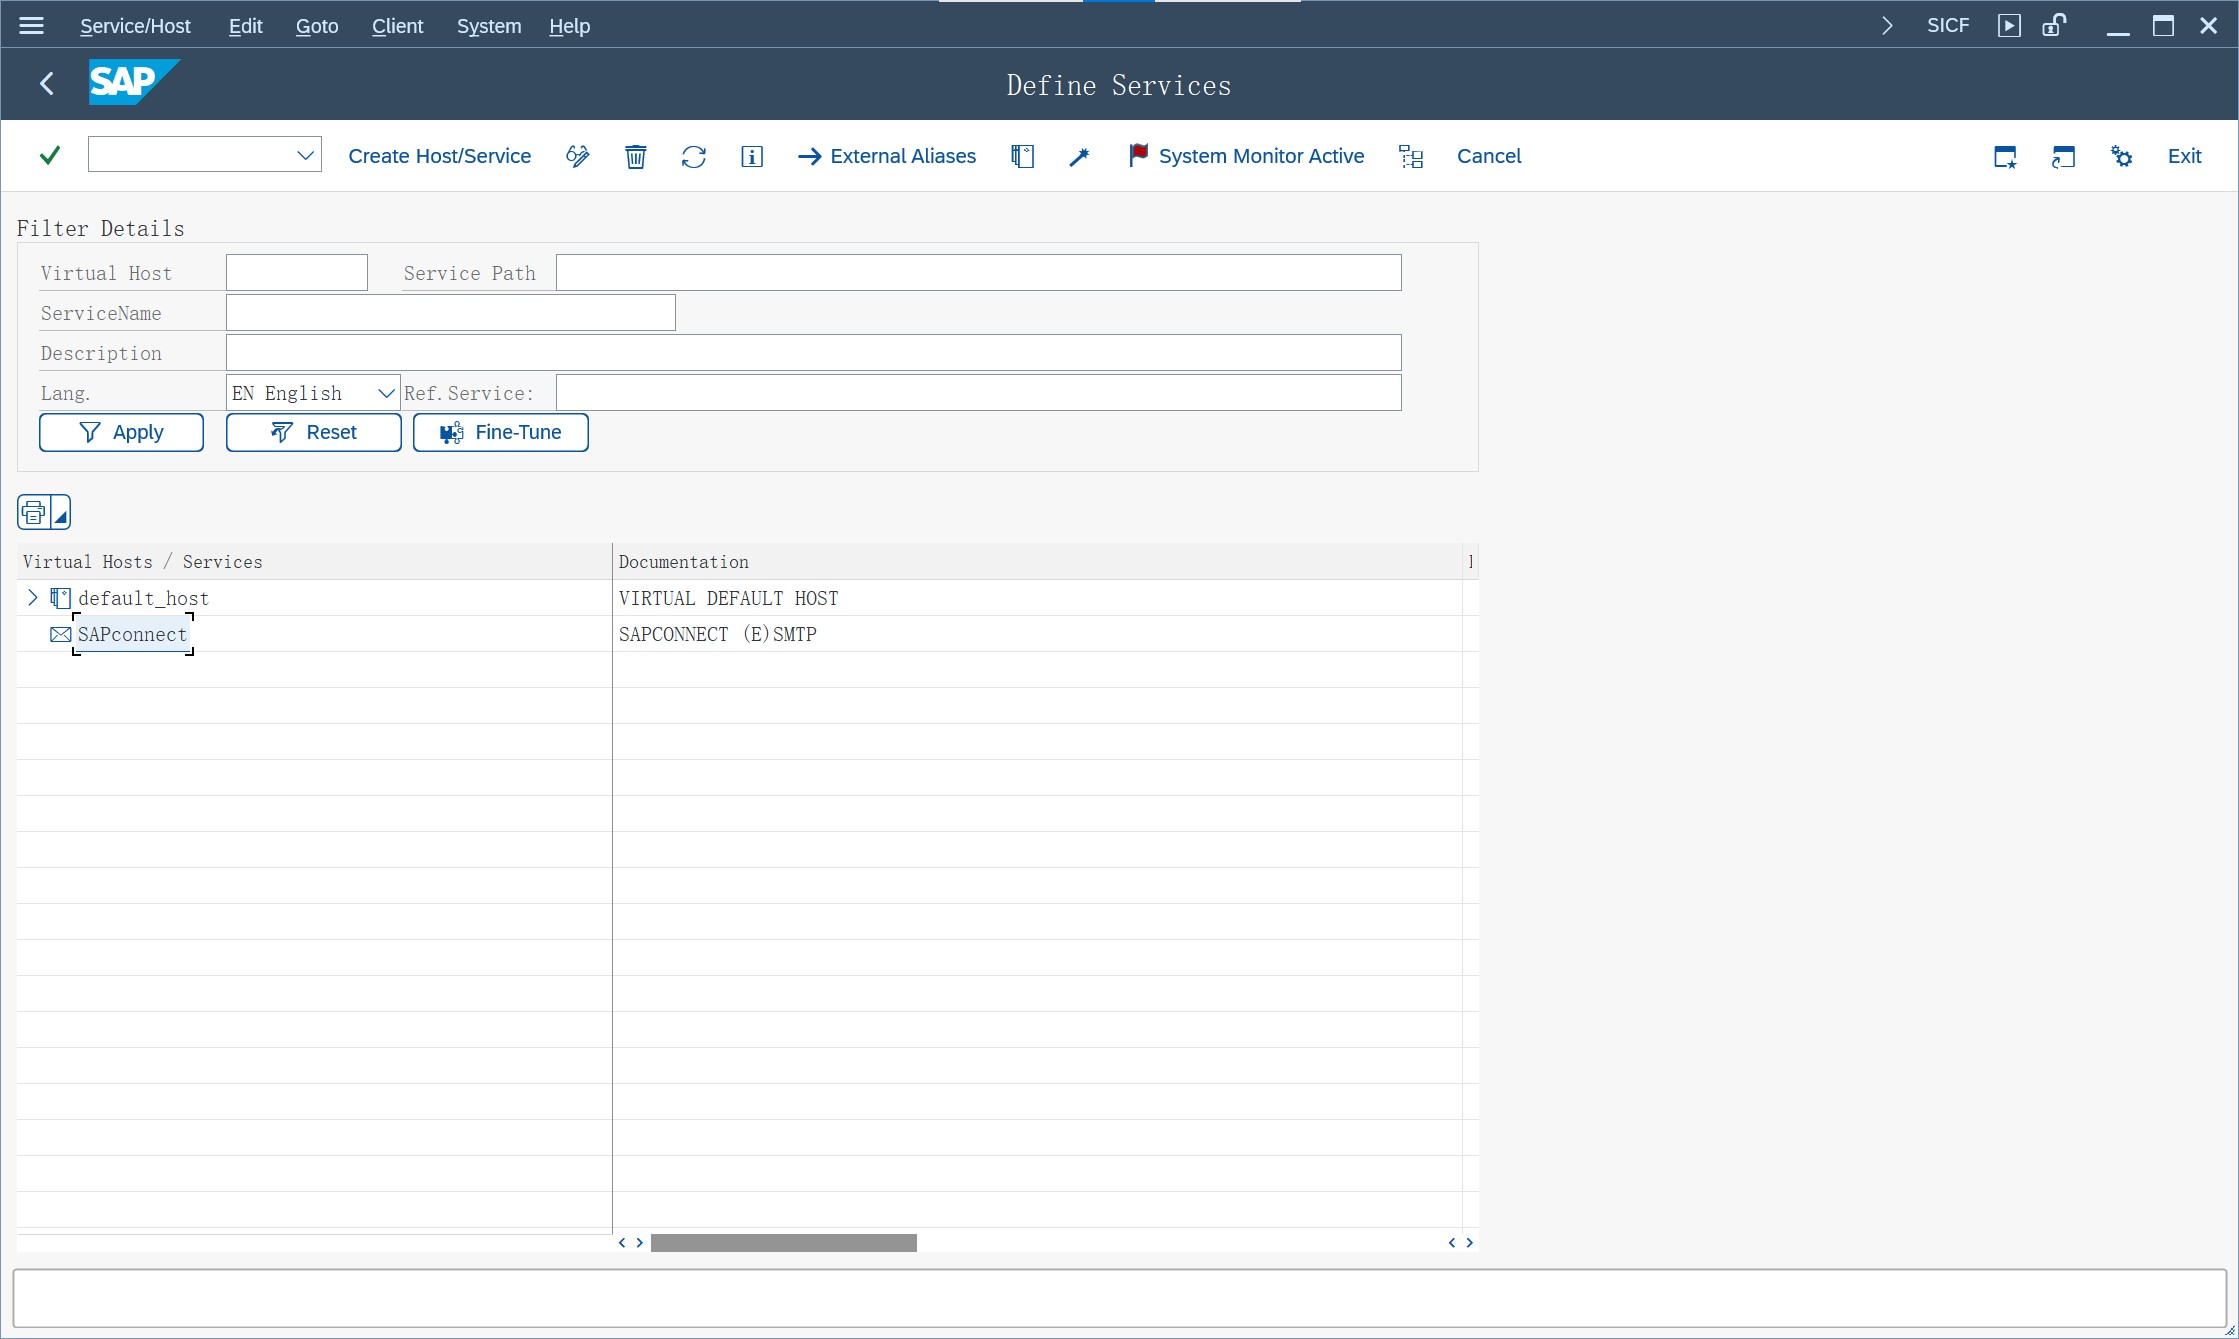 Service/Host Edit Goto Client System Help SICF
SAP Define Services
Create Host/Service External Aliases System Monitor Active Cancel Exit
Filter Details
Virtual Host Service Path
ServiceName
Description
Lang. EN English Ref.Service:
Apply Reset Fine-Tune
Virtual Hosts / Services Documentation
default_host VIRTUAL DEFAULT HOST
SAPconnect SAPCONNECT (E)SMTP